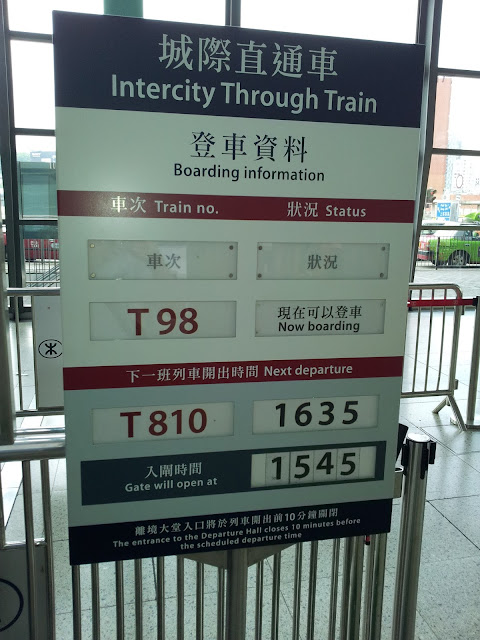 城際直通車
Intercity Through Train
登車資料
Boarding information
車次 Train no. 狀況 Status
車次 狀況
T98 現在可以登車
Now boarding
下一班列車開出時間 Next departure
T810 1635
入閘時間
Gate will open at 1545
離境大堂入口將於列車開出前10分鐘關閉
The entrance to the Departure Hall closes 10 minutes before
the scheduled departure time